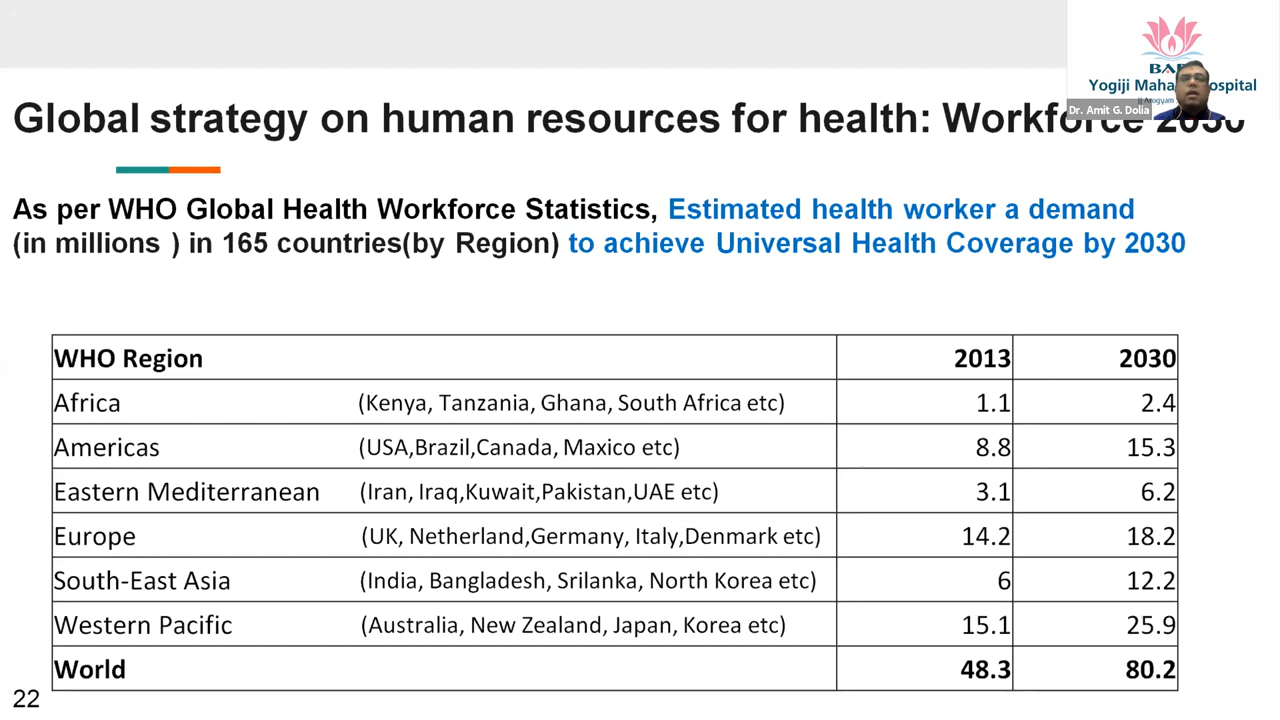 BAP
Yogiji Maha ospital
Dr. Amit G. Dolia
Global strategy on human resources for health: Workforce 2030
As per WHO Global Health Workforce Statistics, Estimated health worker a demand
(in millions ) in 165 countries(by Region) to achieve Universal Health Coverage by 2030
WHO Region 2013 2030
Africa (Kenya, Tanzania, Ghana, South Africa etc) 1.1 2.4
Americas (USA,Brazil,Canada, Maxico etc) 8.8 15.3
Eastern Mediterranean (Iran, Iraq,Kuwait,Pakistan,UAE etc) 3.1 6.2
Europe (UK, Netherland,Germany, Italy,Denmark etc) 14.2 18.2
South-East Asia (India, Bangladesh, Srilanka, North Korea etc) 6 12.2
Western Pacific (Australia, New Zealand, Japan, Korea etc) 15.1 25.9
World 48.3 80.2
22